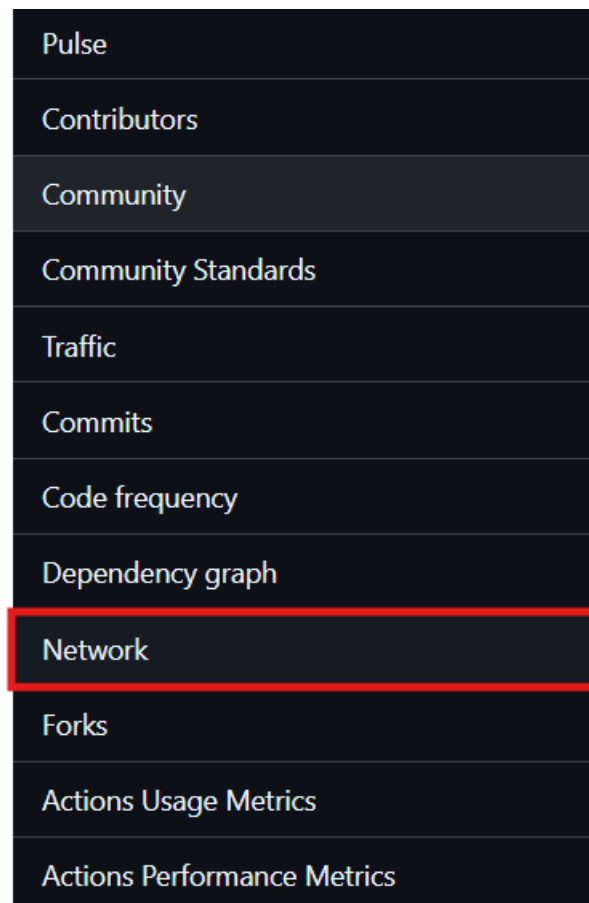 Pulse
Contributors
Community
Community Standards
Traffic
Commits
Code frequency
Dependency graph
Network
Forks
Actions Usage Metrics
Actions Performance Metrics